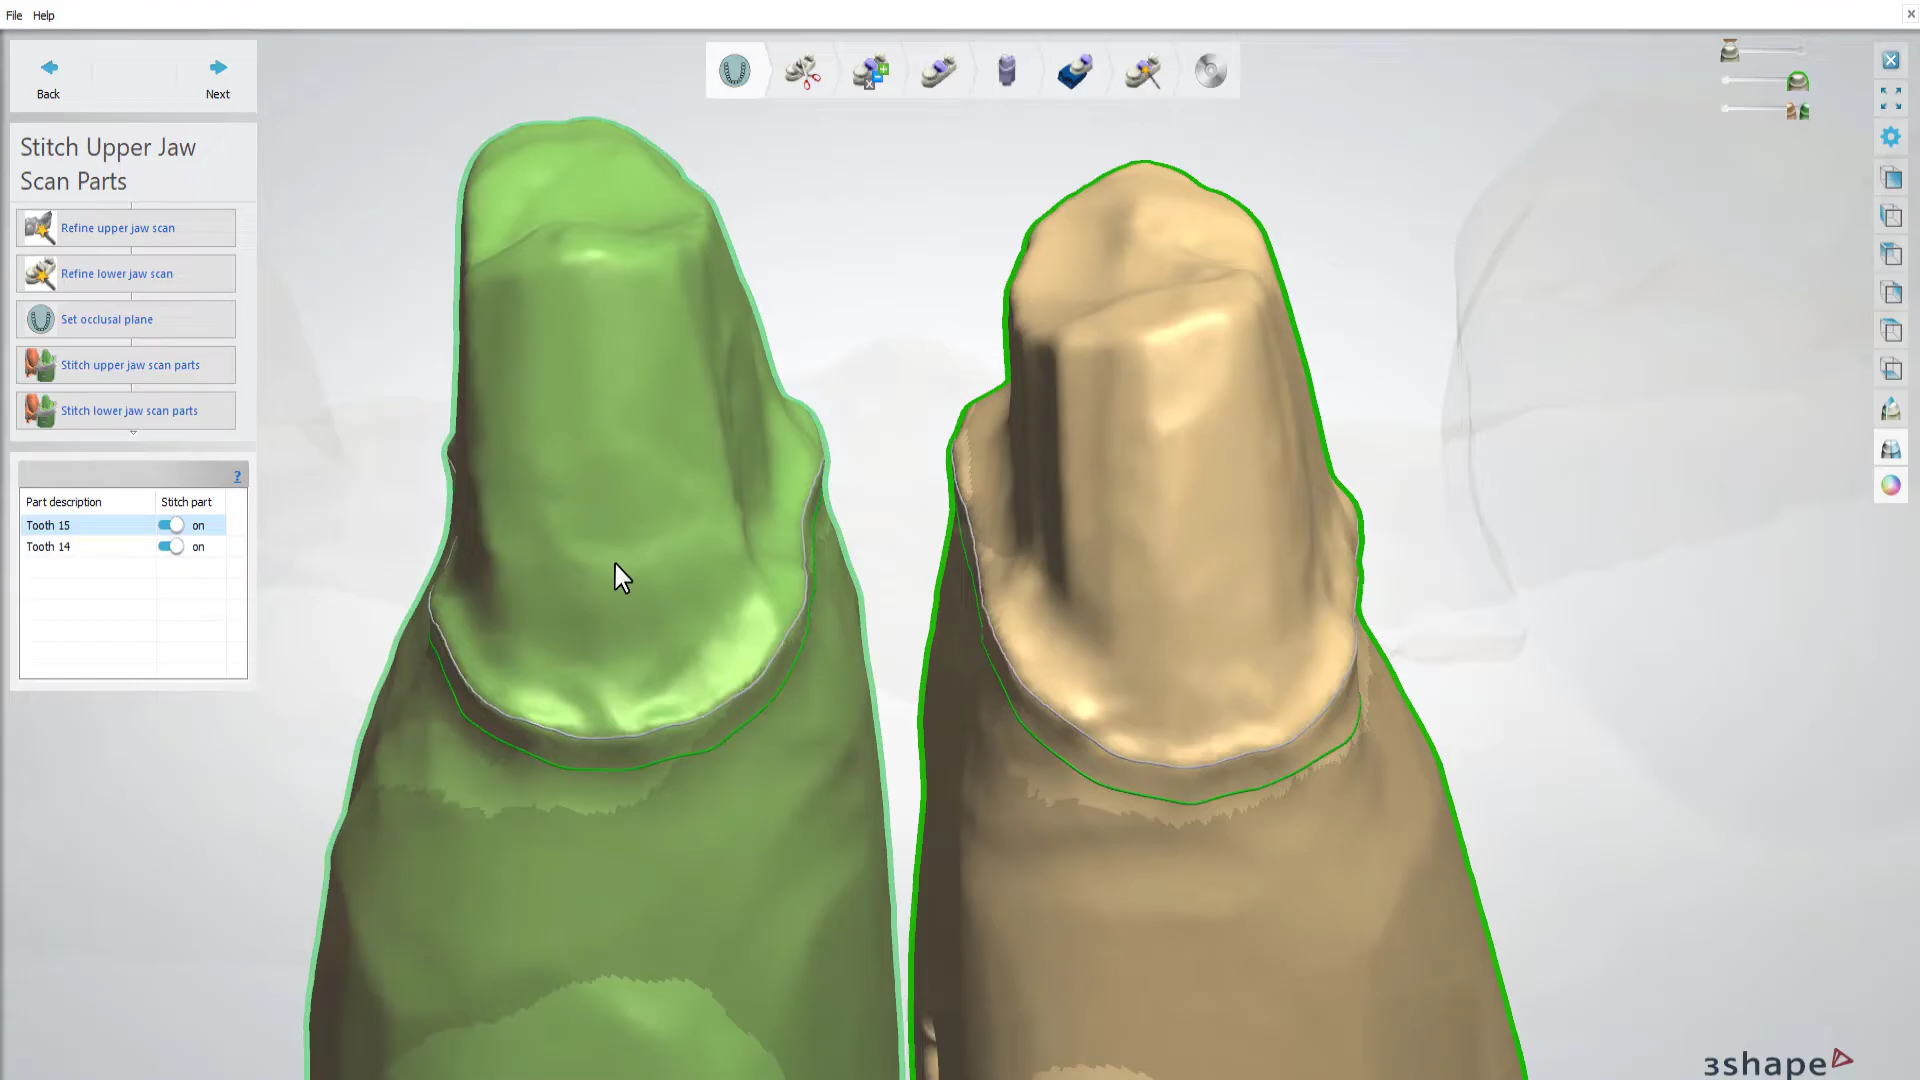 File Help
Back Next
Stitch Upper Jaw
Scan Parts
Refine upper jaw scan
Refine lower jaw scan
Set occlusal plane
Stitch upper jaw scan parts
Stitch lower jaw scan parts
?
Part description Stitch part
Tooth 15 on
Tooth 14 on
3shape